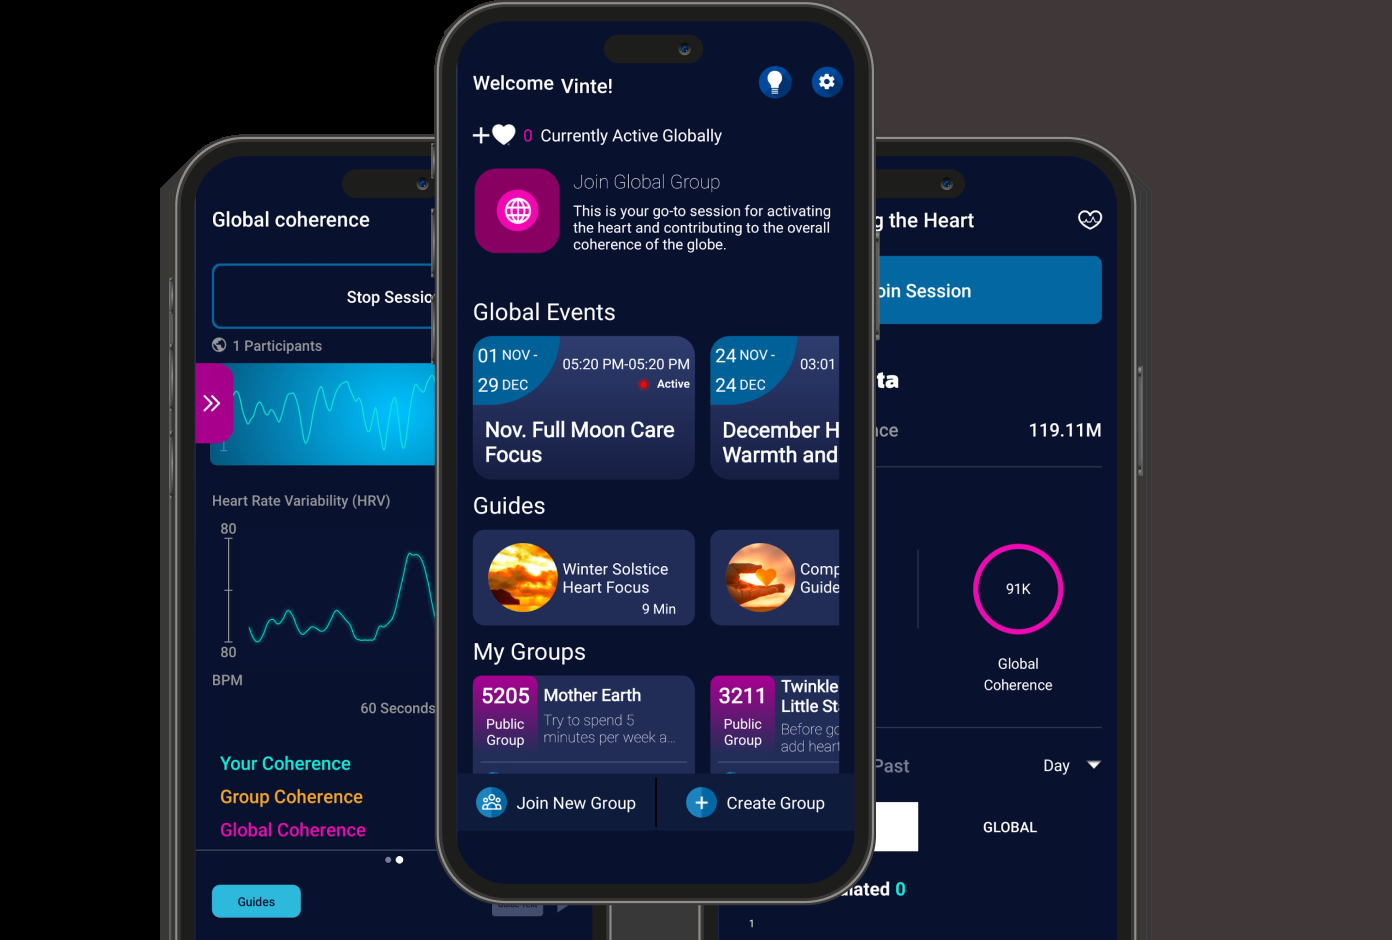 Global coherence
Stop Sessio
1 Participants
1
Heart Rate Variability (HRV)
80
80
BPM
60 Seconds
Your Coherence
Group Coherence
Global Coherence
Guides
Welcome Vinte!
0 Currently Active Globally
Join Global Group
This is your go-to session for activating
the heart and contributing to the overall
coherence of the globe.
Global Events
01 NOV -
29 DEC
05:20 PM-05:20 PM
Active
Nov. Full Moon Care
Focus
24 NOV -
24 DEC
03:01
December H
Warmth and
Guides
Winter Solstice
Heart Focus
9 Min
Comp
Guide
My Groups
5205
Public
Group
Mother Earth
Try to spend 5
minutes per week a...
3211
Public
Group
Twinkle
Little St
Before go
add heart
Join New Group
Create Group
g the Heart
oin Session
ta
nce
119.11M
91K
Global
Coherence
Past
Day
GLOBAL
lated 0
1